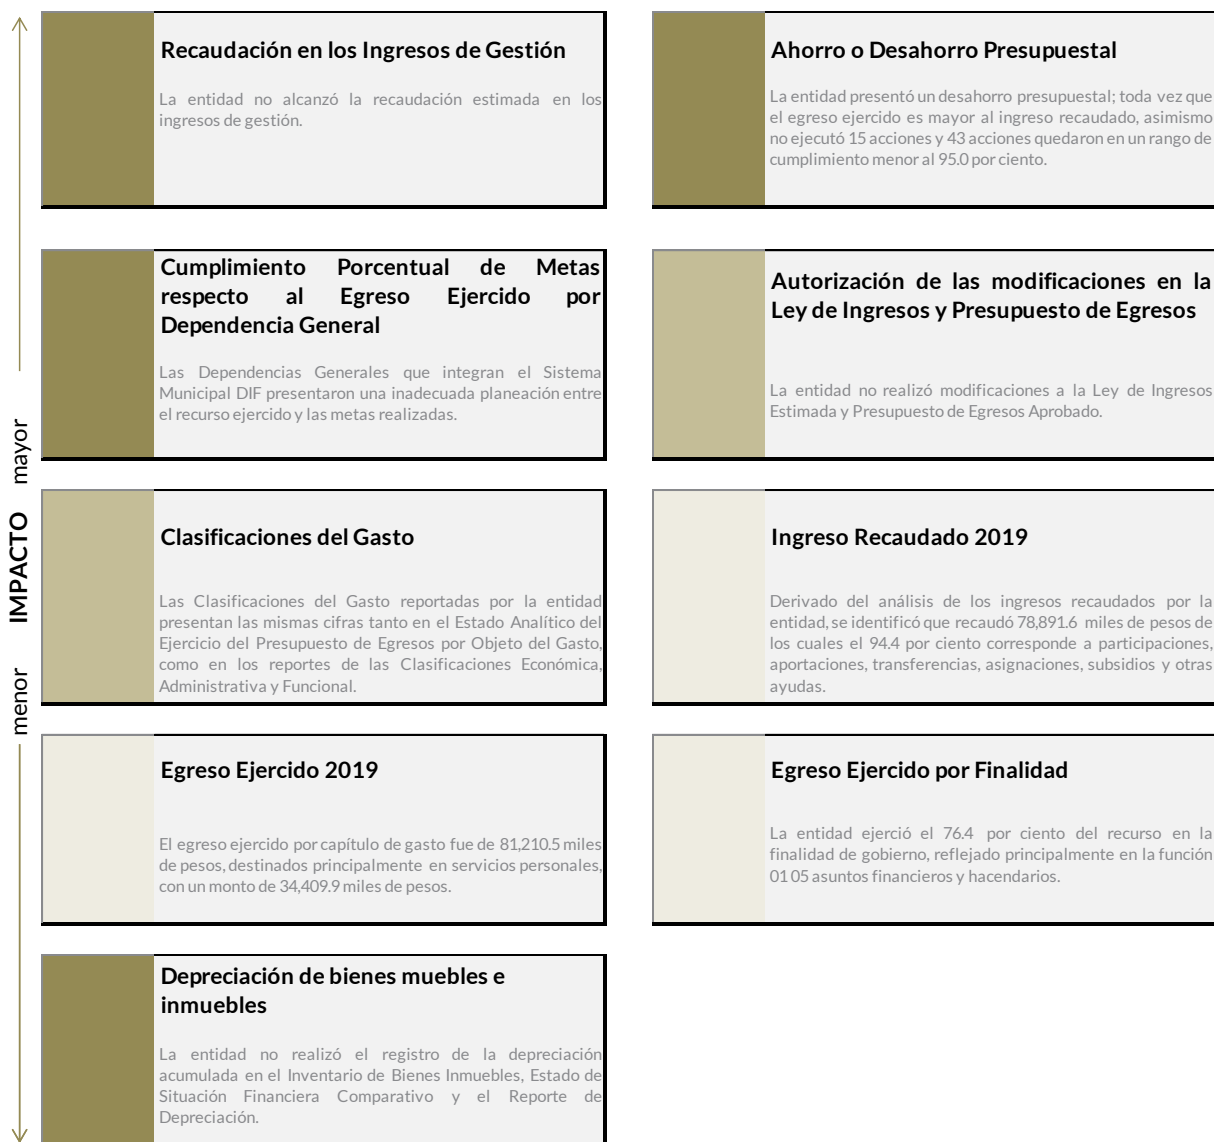 Recaudación en los Ingresos de Gestión
La entidad no alcanzó la recaudación estimada en los
ingresos de gestión.
Ahorro o Desahorro Presupuestal
La entidad presentó un desahorro presupuestal; toda vez que
el egreso ejercido es mayor al ingreso recaudado, asimismo
no ejecutó 15 acciones y 43 acciones quedaron en un rango de
cumplimiento menor al 95.0 por ciento.
Cumplimiento Porcentual de Metas
respecto al Egreso Ejercido por
Dependencia General
Las Dependencias Generales que integran el Sistema
Municipal DIF presentaron una inadecuada planeación entre
el recurso ejercido y las metas realizadas.
Autorización de las modificaciones en la
Ley de Ingresos y Presupuesto de Egresos
La entidad no realizó modificaciones a la Ley de Ingresos
Estimada y Presupuesto de Egresos Aprobado.
menor IMPACTO mayor
Clasificaciones del Gasto
Las Clasificaciones del Gasto reportadas por la entidad
presentan las mismas cifras tanto en el Estado Analítico del
Ejercicio del Presupuesto de Egresos por Objeto del Gasto,
como en los reportes de las Clasificaciones Económica,
Administrativa y Funcional.
Ingreso Recaudado 2019
Derivado del análisis de los ingresos recaudados por la
entidad, se identificó que recaudó 78,891.6 miles de pesos de
los cuales el 94.4 por ciento corresponde a participaciones,
aportaciones, transferencias, asignaciones, subsidios y otras
ayudas.
Egreso Ejercido 2019
El egreso ejercido por capítulo de gasto fue de 81,210.5 miles
de pesos, destinados principalmente en servicios personales,
con un monto de 34,409.9 miles de pesos.
Egreso Ejercido por Finalidad
La entidad ejerció el 76.4 por ciento del recurso en la
finalidad de gobierno, reflejado principalmente en la función
01 05 asuntos financieros y hacendarios.
Depreciación de bienes muebles e
inmuebles
La entidad no realizó el registro de la depreciación
acumulada en el Inventario de Bienes Inmuebles, Estado de
Situación Financiera Comparativo y el Reporte de
Depreciación.